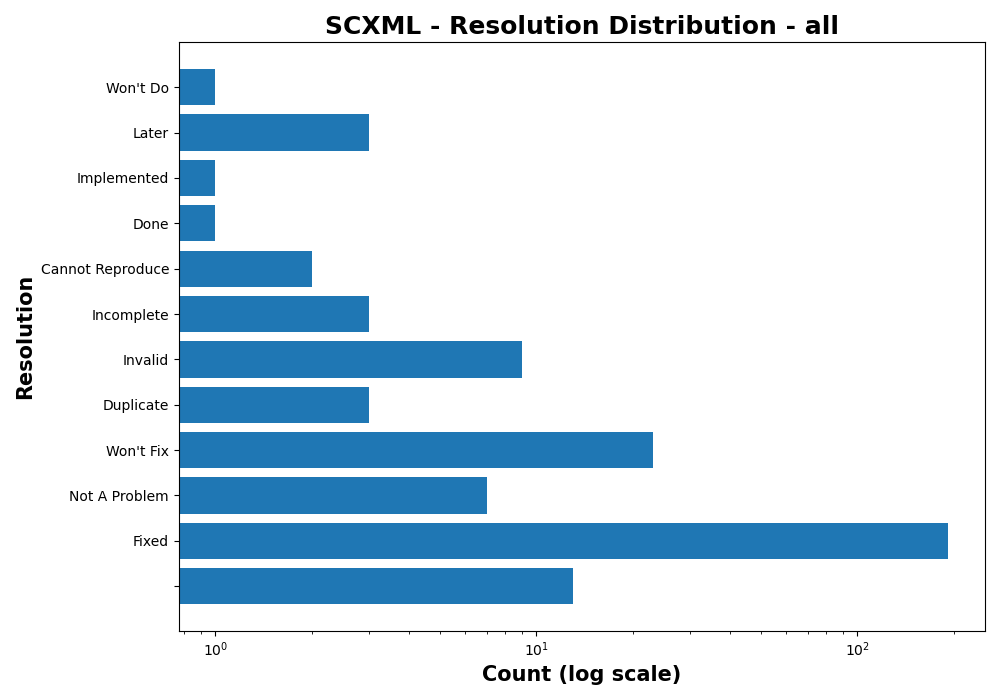 SCXML - Resolution Distribution - all
Won't Do
Later
Implemented
Done
Cannot Reproduce
Incomplete
Invalid
Duplicate
Won't Fix
Not A Problem
Fixed
Resolution
10⁰ 10¹ 10²
Count (log scale)